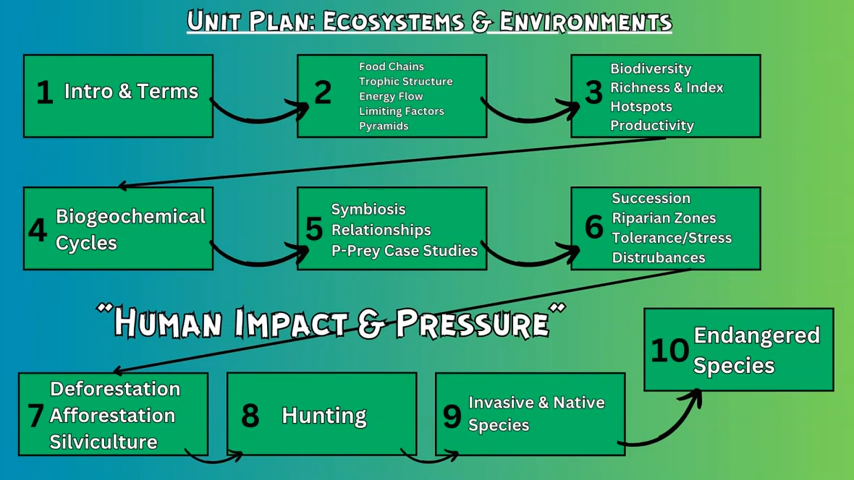 Unit Plan: Ecosystems & Environments
1 Intro & Terms
2
Food Chains
Trophic Structure
Energy Flow
Limiting Factors
Pyramids
3
Biodiversity
Richness & Index
Hotspots
Productivity
4
Biogeochemical
Cycles
5
Symbiosis
Relationships
P-Prey Case Studies
6
Succession
Riparian Zones
Tolerance/Stress
Distrubances
"Human Impact & Pressure"
7
Deforestation
Afforestation
Silviculture
8 Hunting
9
Invasive & Native
Species
10
Endangered
Species